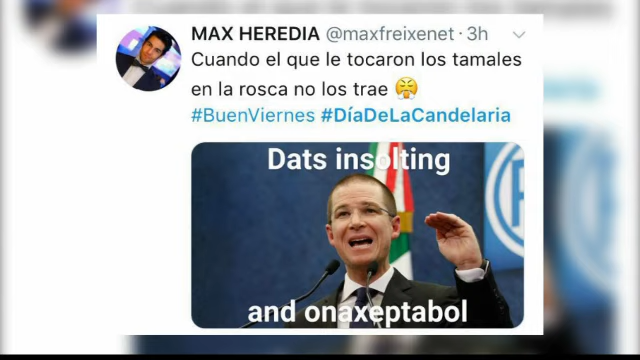 MAX HEREDIA @maxfreixenet · 3h
Cuando el que le tocaron los tamales
en la rosca no los trae 😤
#BuenViernes #DíaDeLaCandelaria
Dats insolting
and onaxeptabol